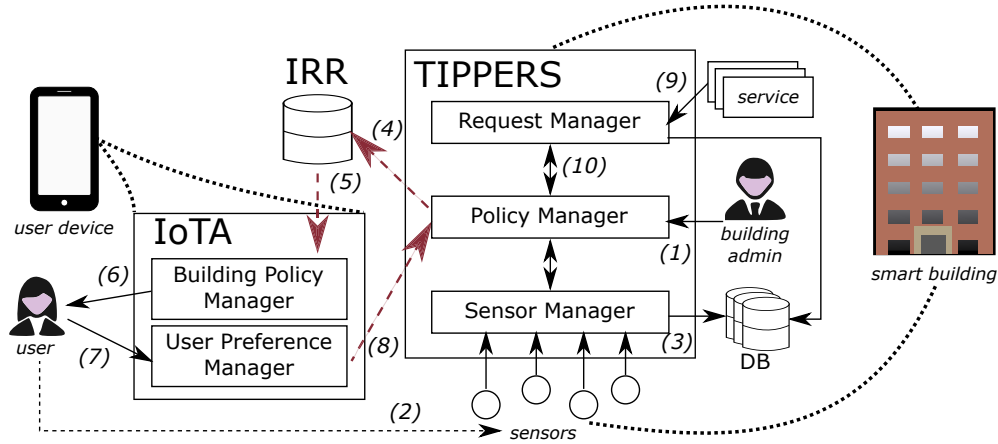 IRR
TIPPERS
(9)
service
Request Manager
(4)
(10)
(5)
user device
IoTA
Policy Manager
building
admin
(1)
smart building
(6)
Building Policy
Manager
Sensor Manager
user
(7)
User Preference
Manager
(8)
(3)
DB
(2)
sensors